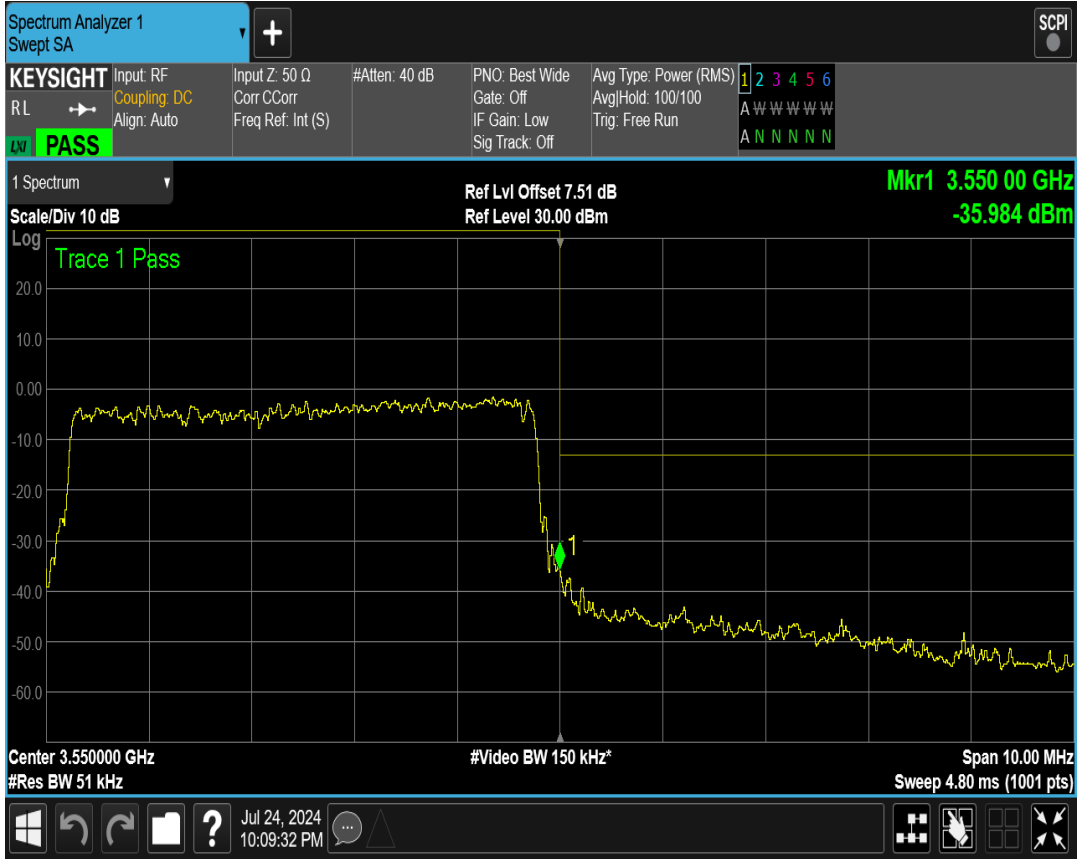 Spectrum Analyzer 1
Swept SA
+
SCPI
KEYSIGHT
RL
LXI PASS
Input: RF
Coupling: DC
Align: Auto
Input Z: 50 Ω
Corr CCorr
Freq Ref: Int (S)
#Atten: 40 dB
PNO: Best Wide
Gate: Off
IF Gain: Low
Sig Track: Off
Avg Type: Power (RMS)
Avg|Hold: 100/100
Trig: Free Run
1 2 3 4 5 6
A W W W W W
A N N N N N
1 Spectrum
Scale/Div 10 dB
Ref Lvl Offset 7.51 dB
Ref Level 30.00 dBm
Mkr1 3.550 00 GHz
-35.984 dBm
Log
Trace 1 Pass
20.0
10.0
0.00
-10.0
-20.0
-30.0
1
-40.0
-50.0
-60.0
Center 3.550000 GHz
#Video BW 150 kHz*
Span 10.00 MHz
#Res BW 51 kHz
Sweep 4.80 ms (1001 pts)
?
Jul 24, 2024
10:09:32 PM